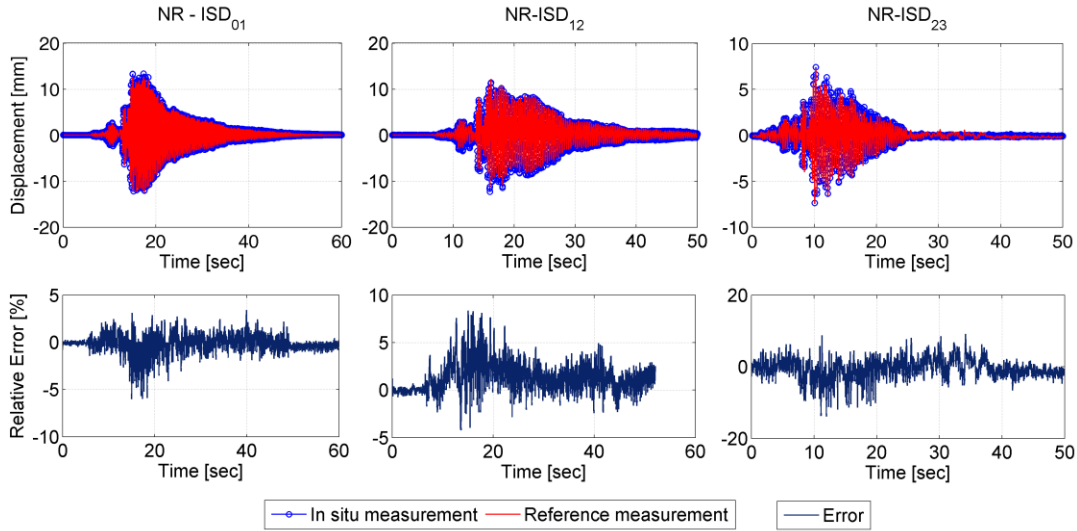 NR - ISD01 NR-ISD12 NR-ISD23
Displacement [mm]
20 10 0 -10 -20
0 20 40 60
Time [sec]
20 10 0 -10 -20
0 10 20 30 40 50
Time [sec]
10 5 0 -5 -10
0 10 20 30 40 50
Time [sec]
Relative Error [%]
5 0 -5 -10
0 20 40 60
Time [sec]
10 5 0 -5
0 20 40 60
Time [sec]
20 0 -20
0 10 20 30 40 50
Time [sec]
In situ measurement Reference measurement Error